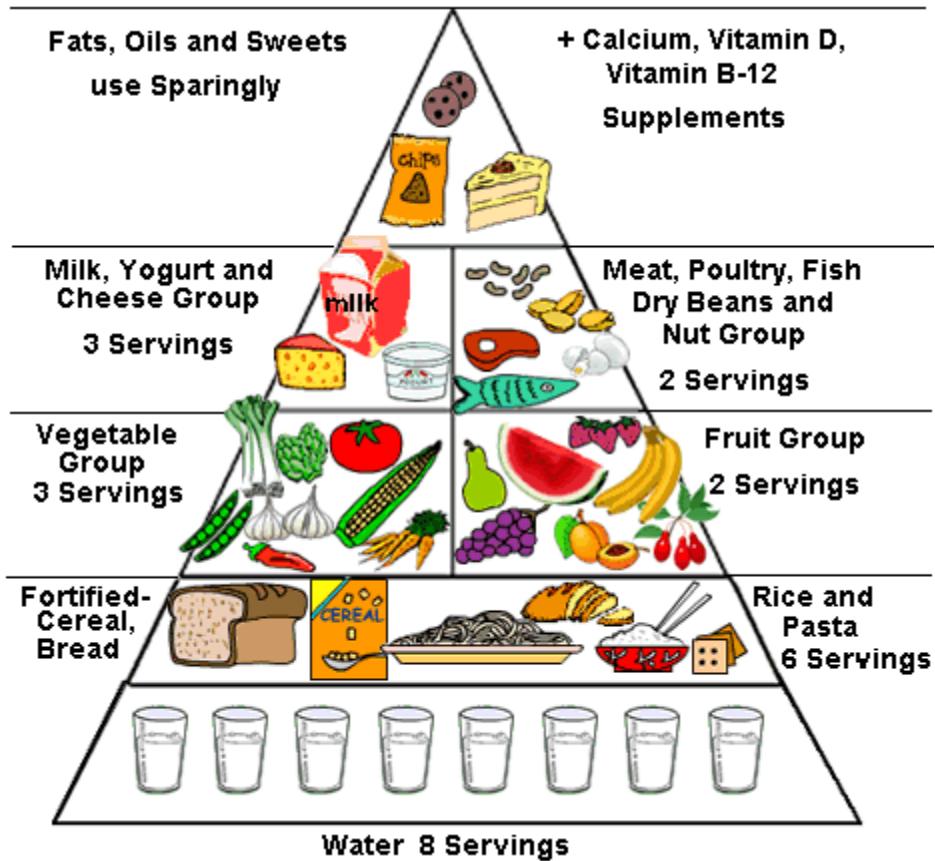 Fats, Oils and Sweets
use Sparingly
+ Calcium, Vitamin D,
Vitamin B-12
Supplements
chips
Milk, Yogurt and
Cheese Group
3 Servings
milk
YOGURT
Meat, Poultry, Fish
Dry Beans and
Nut Group
2 Servings
Vegetable
Group
3 Servings
Fruit Group
2 Servings
Fortified-
Cereal,
Bread
CEREAL
Rice and
Pasta
6 Servings
Water 8 Servings